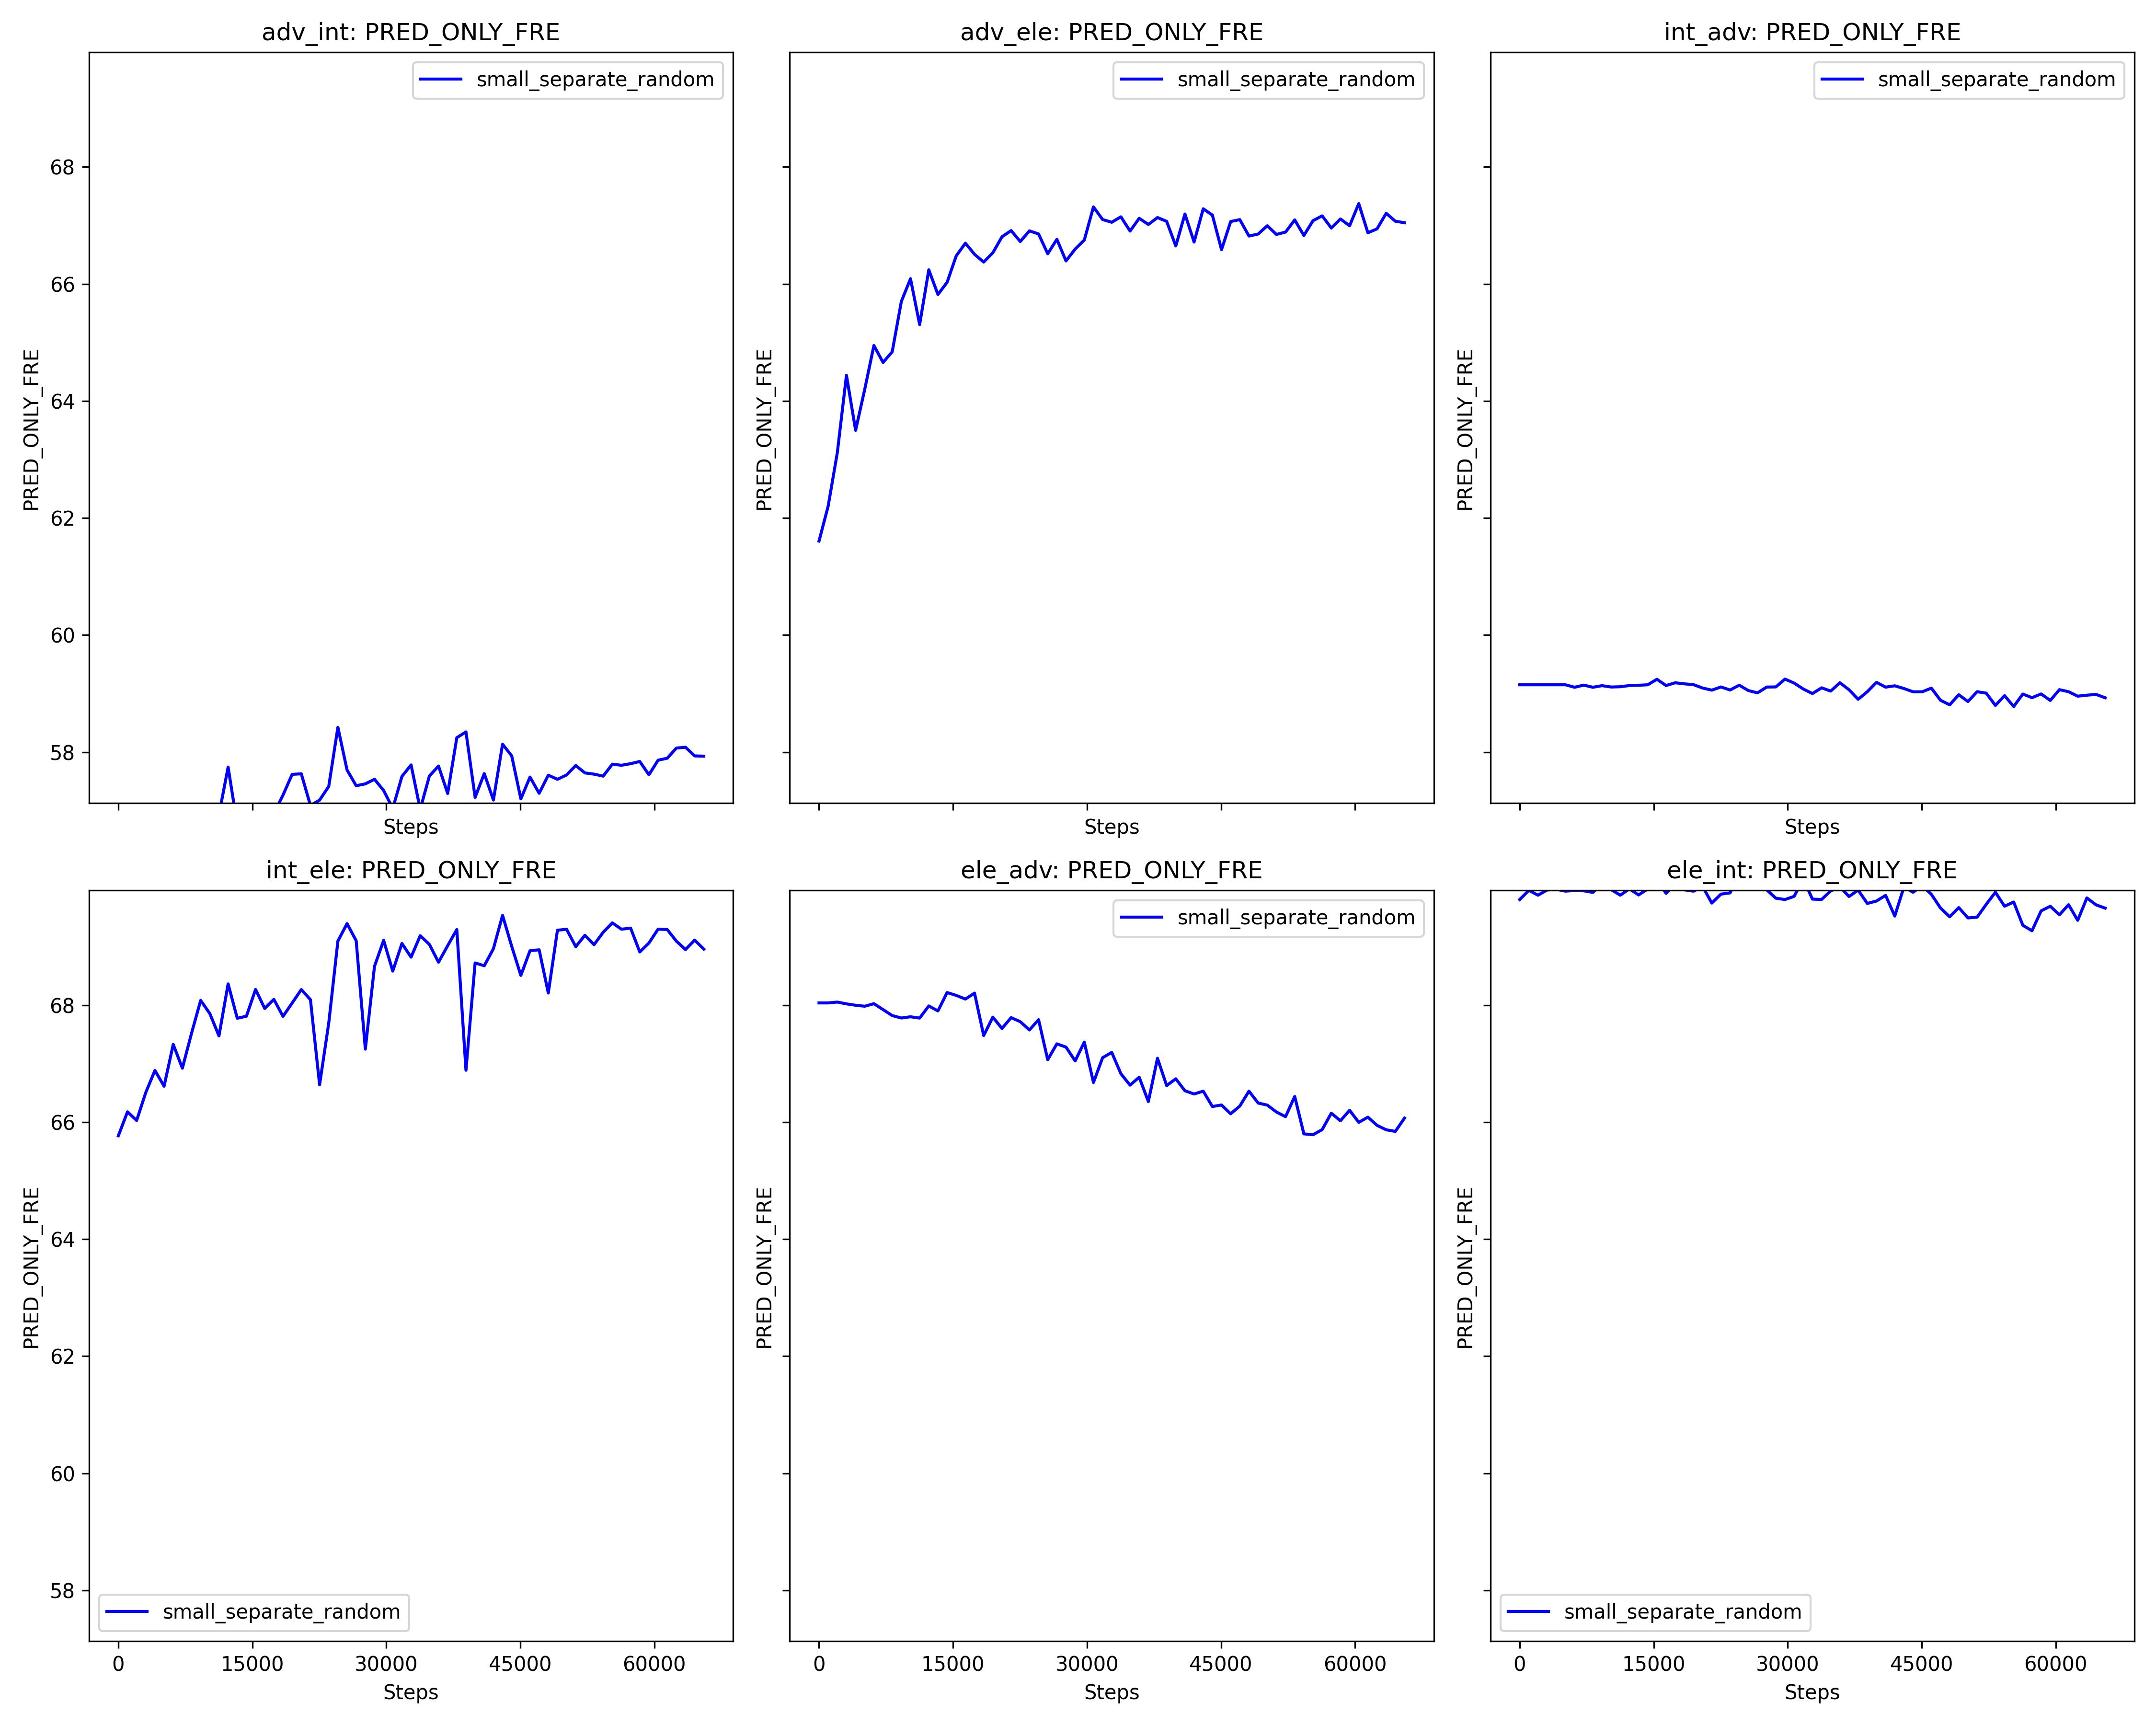 adv_int: PRED_ONLY_FRE
adv_ele: PRED_ONLY_FRE
int_adv: PRED_ONLY_FRE
small_separate_random
small_separate_random
small_separate_random
68
66
64
62
60
58
PRED_ONLY_FRE
PRED_ONLY_FRE
PRED_ONLY_FRE
Steps
Steps
Steps
int_ele: PRED_ONLY_FRE
ele_adv: PRED_ONLY_FRE
ele_int: PRED_ONLY_FRE
small_separate_random
68
66
64
62
60
58
PRED_ONLY_FRE
PRED_ONLY_FRE
PRED_ONLY_FRE
small_separate_random
small_separate_random
0 15000 30000 45000 60000
0 15000 30000 45000 60000
0 15000 30000 45000 60000
Steps
Steps
Steps